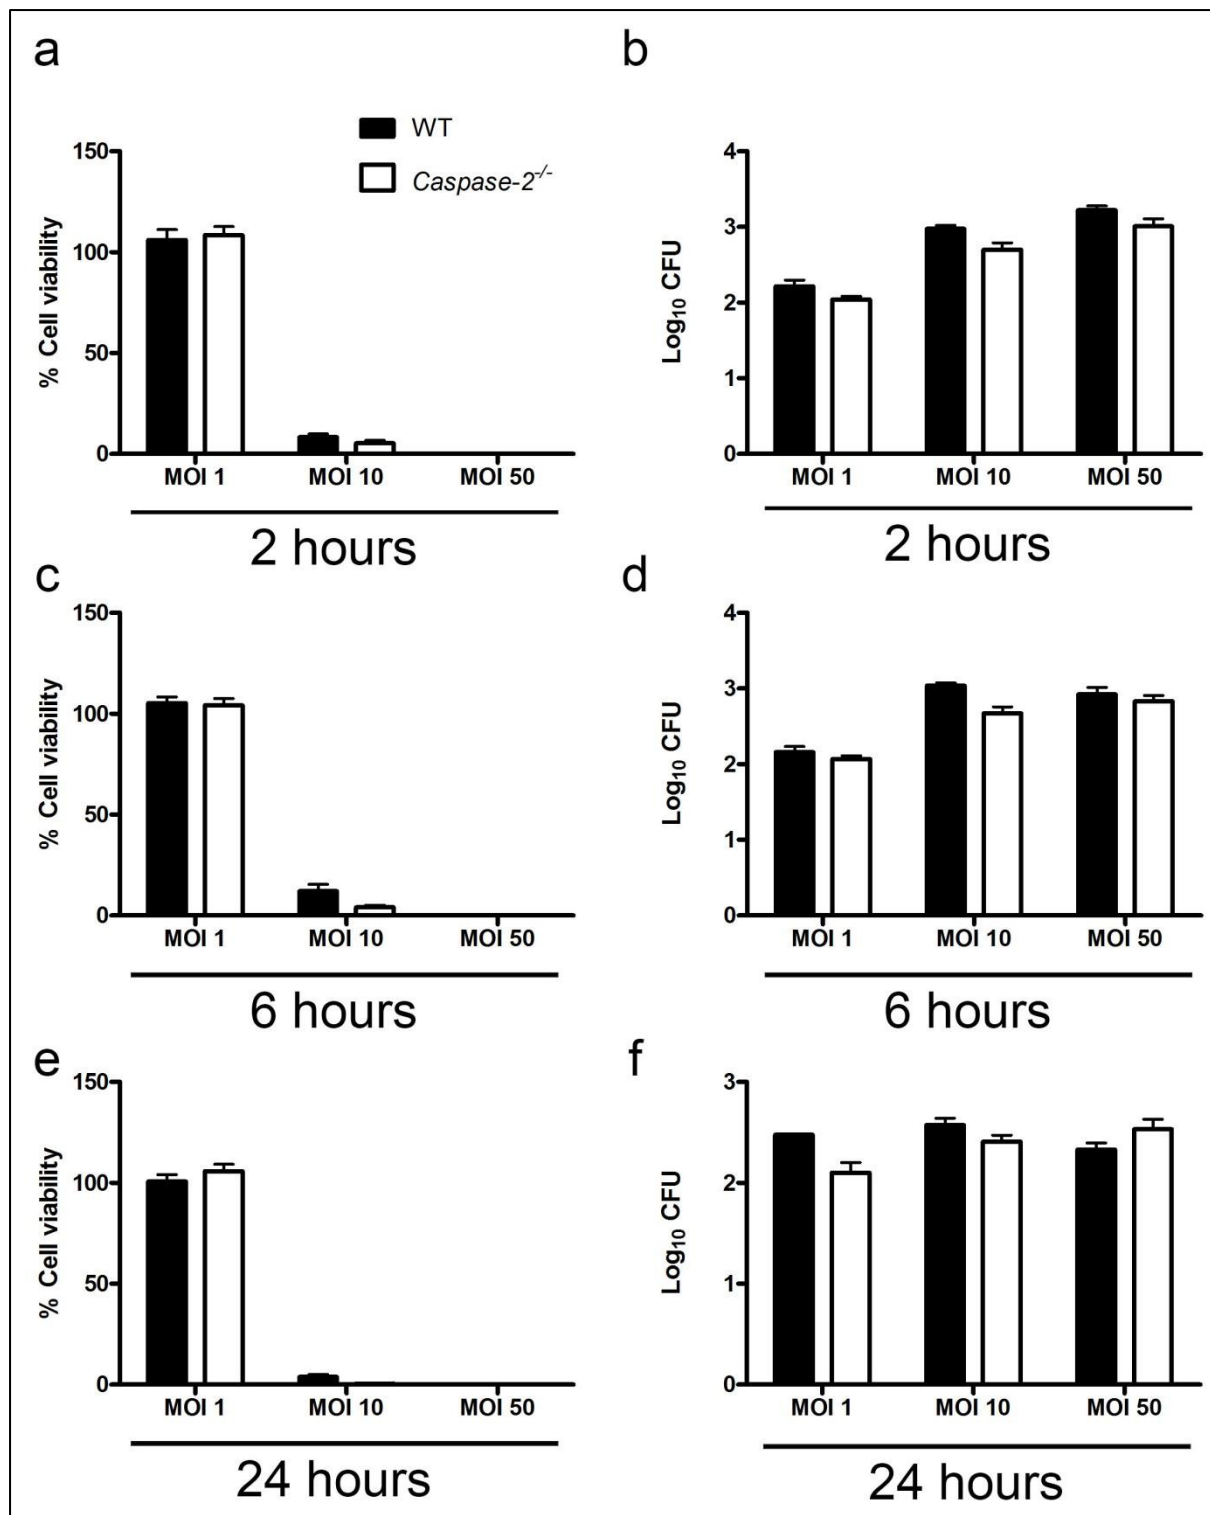 a
WT
Caspase-2-/-
% Cell viability
150
100
50
0
MOI 1 MOI 10 MOI 50
2 hours
b
Log10 CFU
4
3
2
1
0
MOI 1 MOI 10 MOI 50
2 hours
c
% Cell viability
150
100
50
0
MOI 1 MOI 10 MOI 50
6 hours
d
Log10 CFU
4
3
2
1
0
MOI 1 MOI 10 MOI 50
6 hours
e
% Cell viability
150
100
50
0
MOI 1 MOI 10 MOI 50
24 hours
f
Log10 CFU
3
2
1
0
MOI 1 MOI 10 MOI 50
24 hours